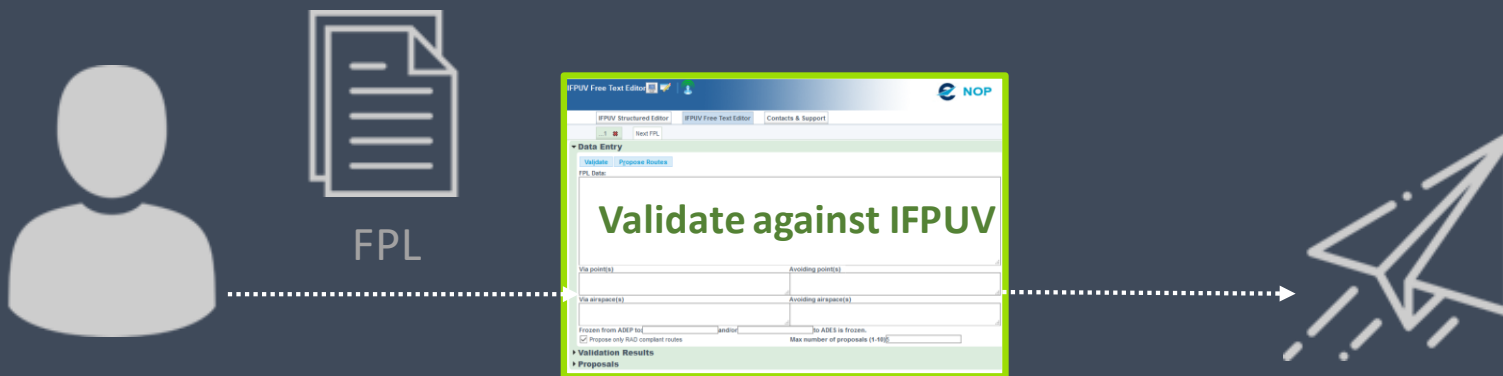 FPL
IFPUV Free Text Editor
NOP
IFPUV Structured Editor
IFPUV Free Text Editor
Contacts & Support
...1
Next FPL
Data Entry
Validate
Propose Routes
FPL Data:
Validate against IFPUV
Via point(s)
Avoiding point(s)
Via airspace(s)
Avoiding airspace(s)
Frozen from ADEP to and/or to ADES is frozen.
Propose only RAD compliant routes
Max number of proposals (1-10)
Validation Results
Proposals